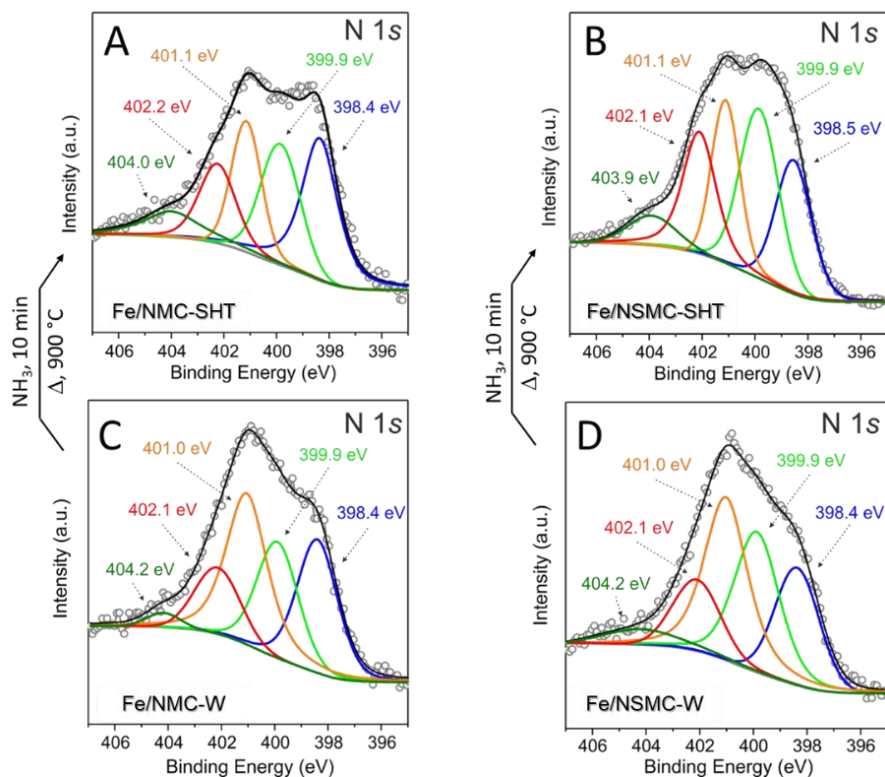 A
N 1s
401.1 eV
399.9 eV
402.2 eV
398.4 eV
404.0 eV
Intensity (a.u.)
Fe/NMC-SHT
406 404 402 400 398 396
Binding Energy (eV)
B
N 1s
401.1 eV
399.9 eV
402.1 eV
398.5 eV
403.9 eV
Intensity (a.u.)
Fe/NSMC-SHT
406 404 402 400 398 396
Binding Energy (eV)
NH₃, 10 min
Δ, 900 °C
NH₃, 10 min
Δ, 900 °C
C
N 1s
401.0 eV
399.9 eV
402.1 eV
398.4 eV
404.2 eV
Intensity (a.u.)
Fe/NMC-W
406 404 402 400 398 396
Binding Energy (eV)
D
N 1s
401.0 eV
399.9 eV
402.1 eV
398.4 eV
404.2 eV
Intensity (a.u.)
Fe/NSMC-W
406 404 402 400 398 396
Binding Energy (eV)